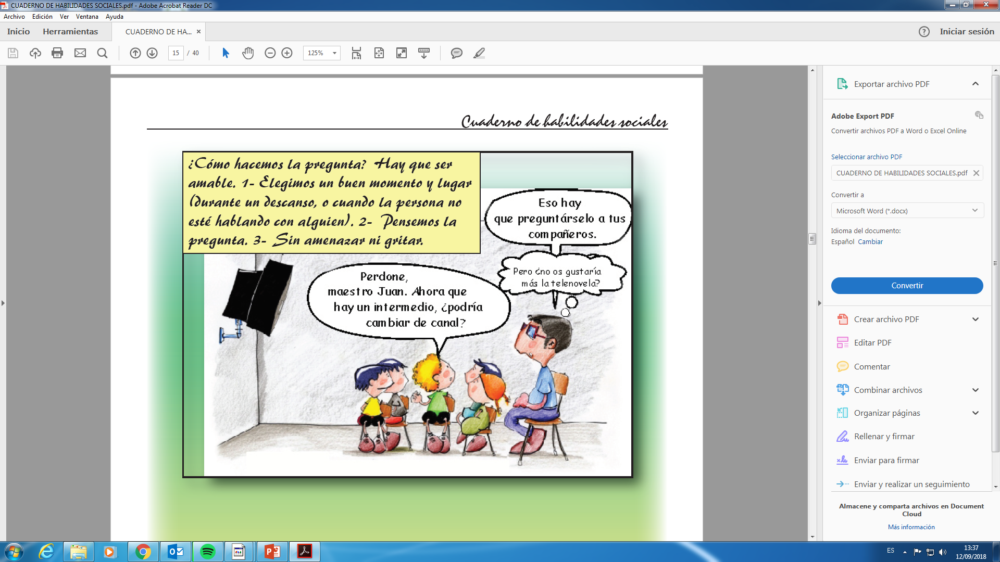 CUADERNO DE HABILIDADES SOCIALES.pdf - Adobe Acrobat Reader DC
Archivo Edición Ver Ventana Ayuda
Inicio Herramientas CUADERNO DE HA... × Iniciar sesión
15 / 40 125%
Cuaderno de habilidades sociales
¿Cómo hacemos la pregunta? Hay que ser
amable. 1- Elegimos un buen momento y lugar
(durante un descanso, o cuando la persona no
esté hablando con alguien). 2- Pensemos la
pregunta. 3- Sin amenazar ni gritar.
Eso hay
que preguntárselo a tus
compañeros.
Pero ¿no os gustaría
más la telenovela?
Perdone,
maestro Juan. Ahora que
hay un intermedio, ¿podría
cambiar de canal?
Exportar archivo PDF
Adobe Export PDF
Convertir archivos PDF a Word o Excel Online
Seleccionar archivo PDF
CUADERNO DE HABILIDADES SOCIALES.pdf
Convertir a
Microsoft Word (*.docx)
Idioma del documento:
Español Cambiar
Convertir
Crear archivo PDF
Editar PDF
Comentar
Combinar archivos
Organizar páginas
Rellenar y firmar
Enviar para firmar
Enviar y realizar un seguimiento
Almacene y comparta archivos en Document
Cloud
Más información
ES
13:37
12/09/2018